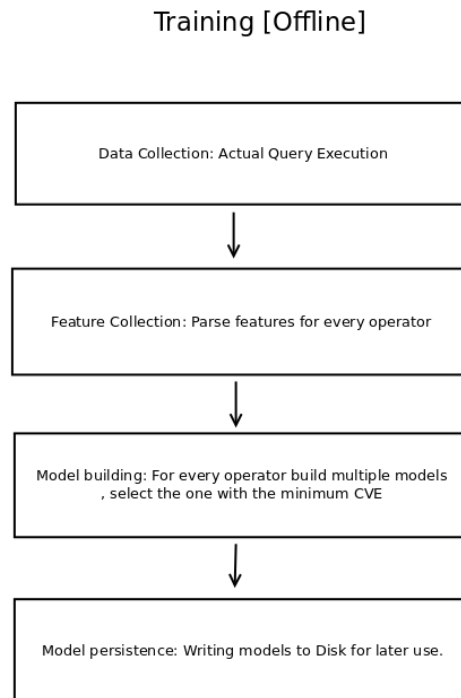 Training [Offline]
Data Collection: Actual Query Execution
Feature Collection: Parse features for every operator
Model building: For every operator build multiple models
, select the one with the minimum CVE
Model persistence: Writing models to Disk for later use.